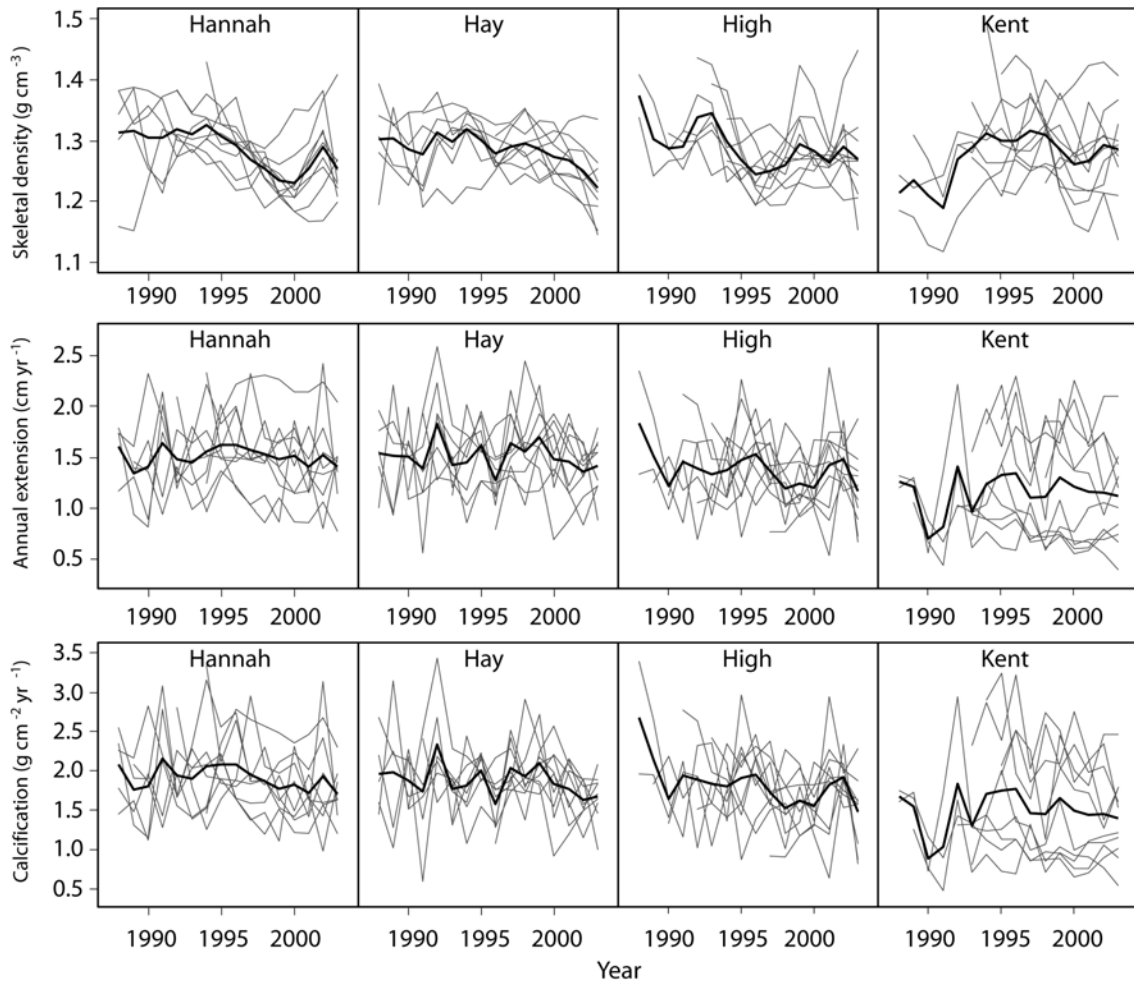 Hannah Hay High Kent
Skeletal density (g cm⁻³)
1.5
1.4
1.3
1.2
1.1
1990 1995 2000 1990 1995 2000 1990 1995 2000 1990 1995 2000
Hannah Hay High Kent
Annual extension (cm yr⁻¹)
2.5
2.0
1.5
1.0
0.5
1990 1995 2000 1990 1995 2000 1990 1995 2000 1990 1995 2000
Hannah Hay High Kent
Calcification (g cm⁻² yr⁻¹)
3.5
3.0
2.5
2.0
1.5
1.0
0.5
1990 1995 2000 1990 1995 2000 1990 1995 2000 1990 1995 2000
Year